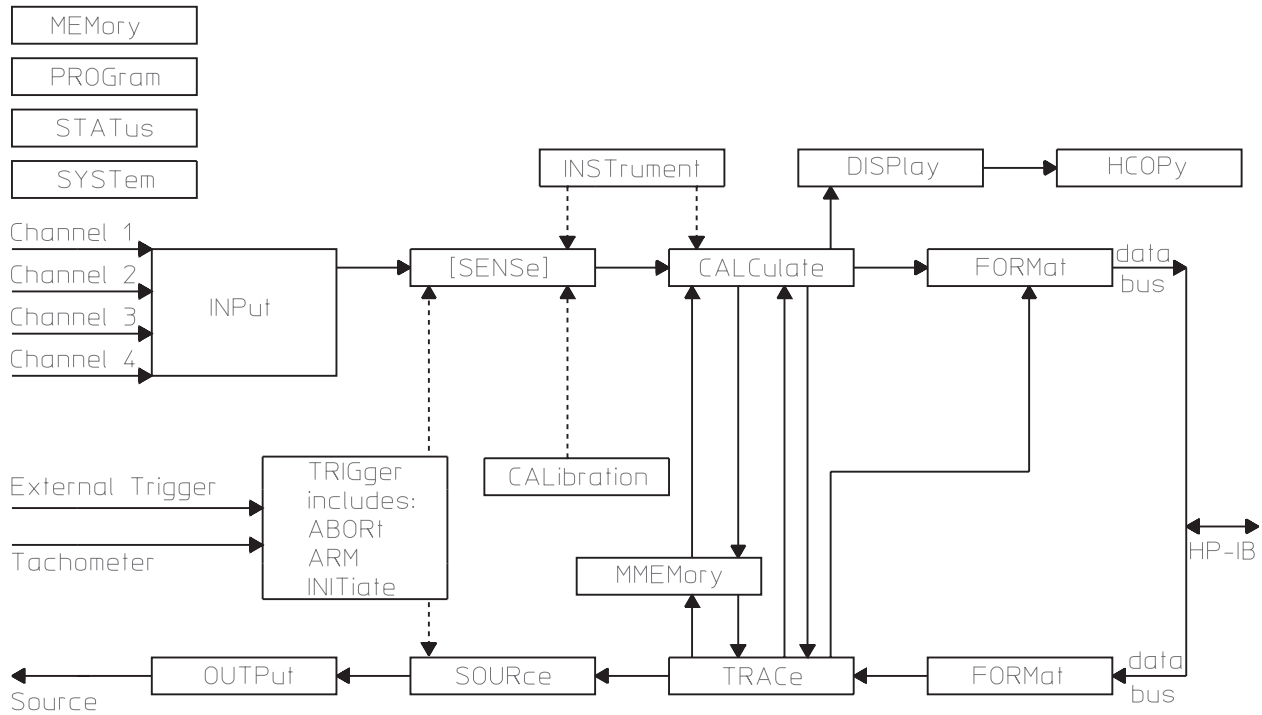 MEMory
PROGram
STATus
SYSTem
INSTrument
DISPlay
HCOPy
Channel 1
Channel 2
Channel 3
Channel 4
INPut
[SENSe]
CALCulate
FORMat
data
bus
TRIGger
includes:
ABORt
ARM
INITiate
CALibration
External Trigger
Tachometer
MMEMory
HP-IB
OUTPut
SOURce
TRACe
FORMat
data
bus
Source